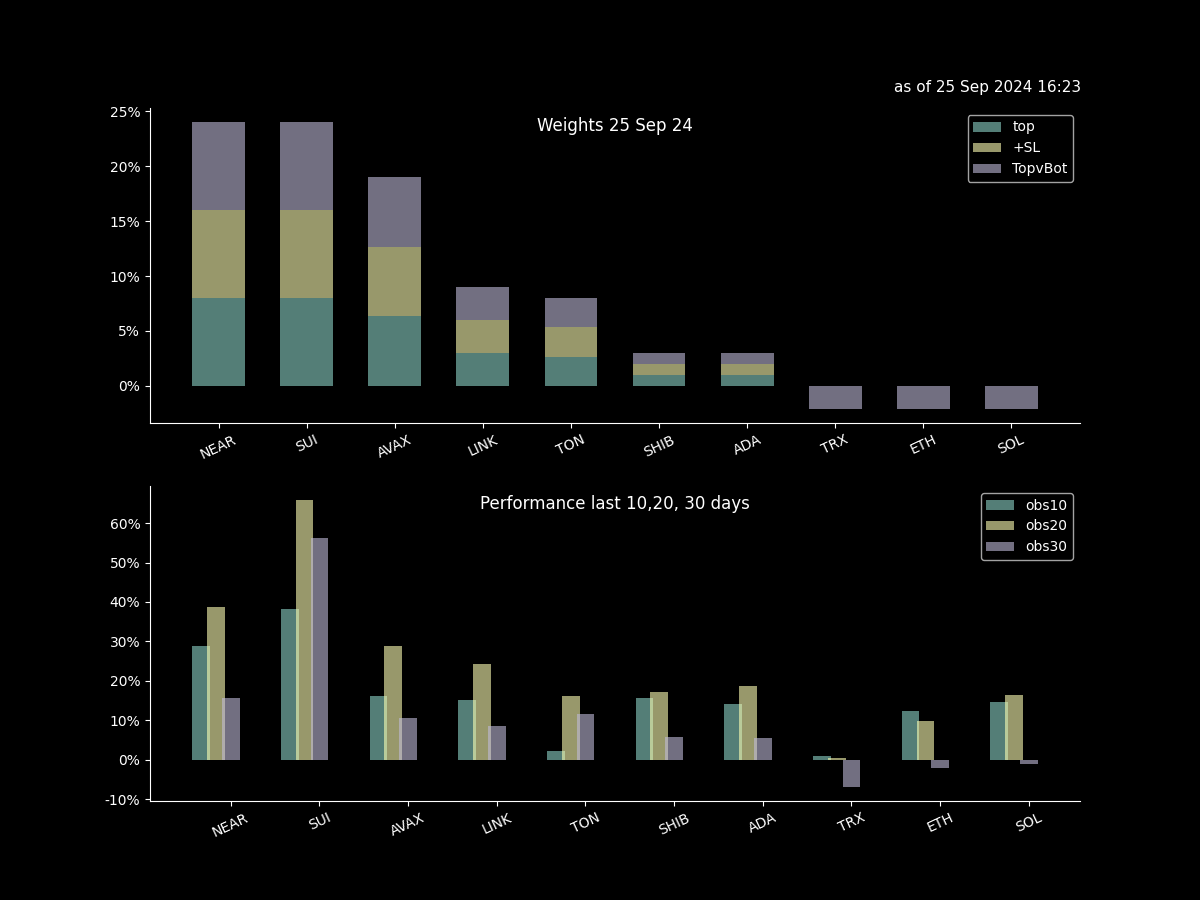 as of 25 Sep 2024 16:23
Weights 25 Sep 24
top
+SL
TopvBot
25%
20%
15%
10%
5%
0%
NEAR SUI AVAX LINK TON SHIB ADA TRX ETH SOL
Performance last 10,20, 30 days
obs10
obs20
obs30
60%
50%
40%
30%
20%
10%
0%
-10%
NEAR SUI AVAX LINK TON SHIB ADA TRX ETH SOL